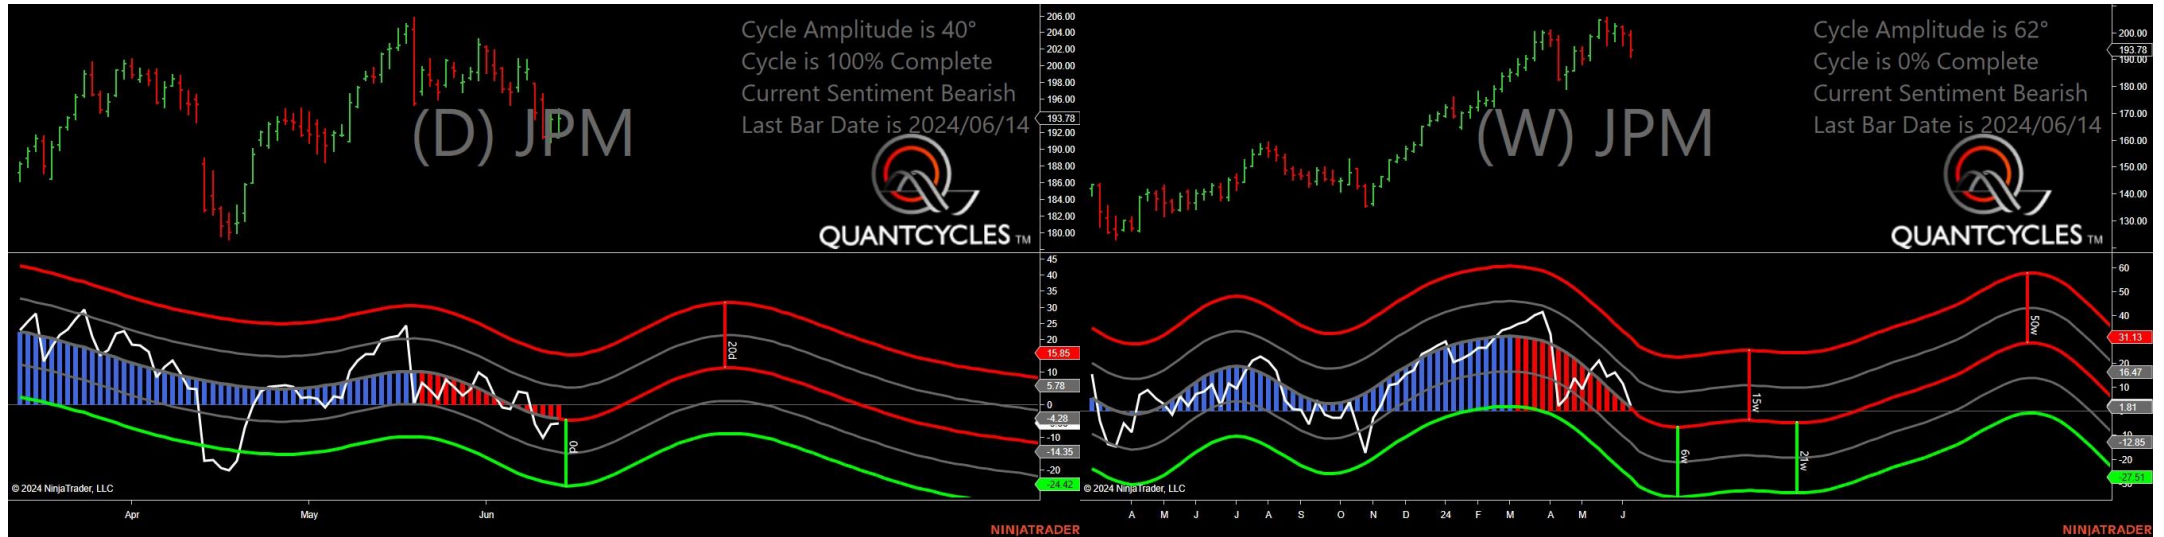 Cycle Amplitude is 40°
Cycle is 100% Complete
Current Sentiment Bearish
Last Bar Date is 2024/06/14
(D) JPM
QUANTCYCLES TM
206.00
204.00
202.00
200.00
198.00
196.00
193.78
192.00
190.00
188.00
186.00
184.00
182.00
180.00
45
40
35
30
25
20
15.85
10
5.78
0
-4.28
-10
-14.35
-20
-24.42
20d
0d
© 2024 NinjaTrader, LLC
Apr May Jun
NINJATRADER
Cycle Amplitude is 62°
Cycle is 0% Complete
Current Sentiment Bearish
Last Bar Date is 2024/06/14
(W) JPM
QUANTCYCLES TM
200.00
193.78
190.00
180.00
170.00
160.00
150.00
140.00
130.00
60
50
40
31.13
20
16.47
10
1.81
-12.85
-20
-27.51
50w
15w
6w
21w
© 2024 NinjaTrader, LLC
A M J J A S O N D 24 F M A M J
NINJATRADER